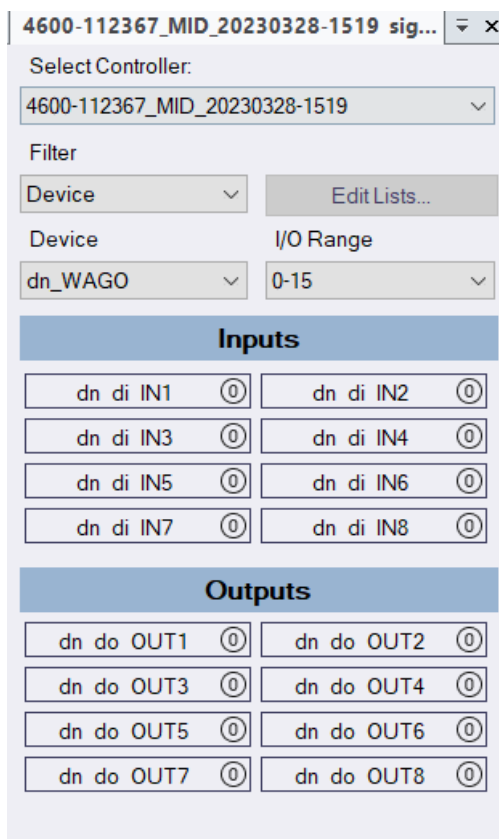 4600-112367_MID_20230328-1519 sig...
Select Controller:
4600-112367_MID_20230328-1519
Filter
Device Edit Lists...
Device I/O Range
dn_WAGO 0-15
Inputs
dn di IN1 0 dn di IN2 0
dn di IN3 0 dn di IN4 0
dn di IN5 0 dn di IN6 0
dn di IN7 0 dn di IN8 0
Outputs
dn do OUT1 0 dn do OUT2 0
dn do OUT3 0 dn do OUT4 0
dn do OUT5 0 dn do OUT6 0
dn do OUT7 0 dn do OUT8 0